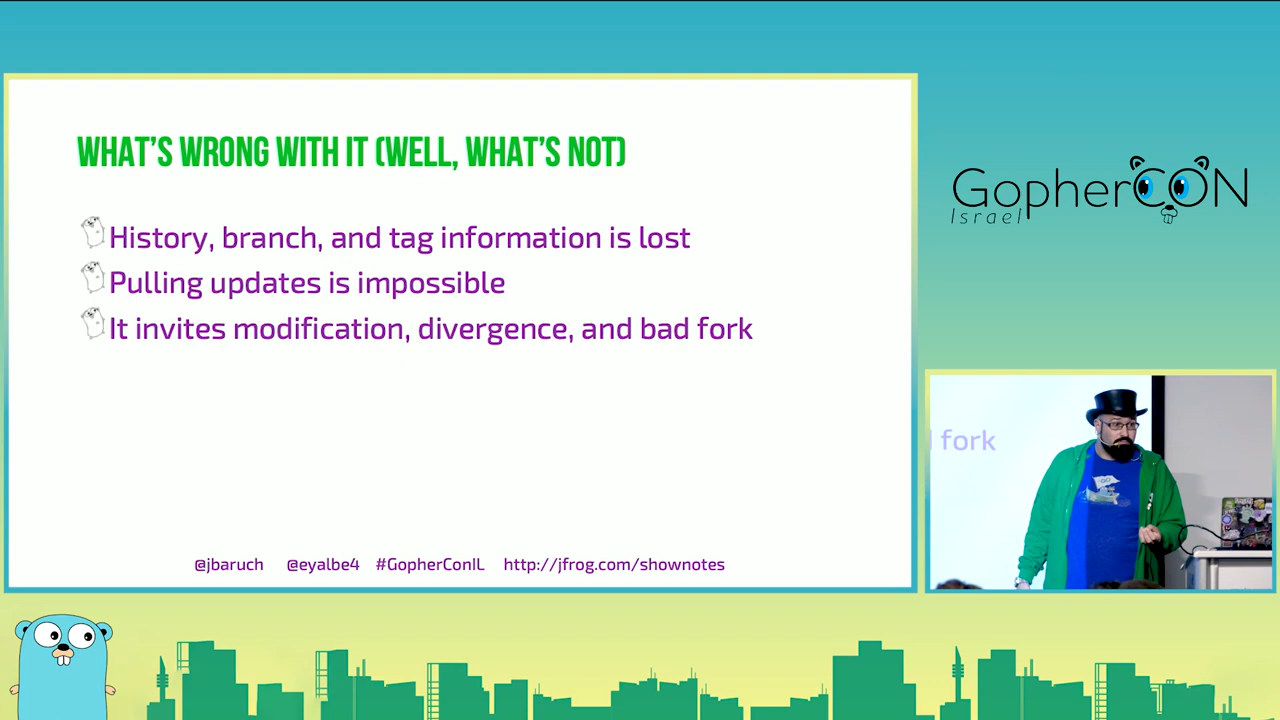 WHAT'S WRONG WITH IT (WELL, WHAT'S NOT)
History, branch, and tag information is lost
Pulling updates is impossible
It invites modification, divergence, and bad fork
@jbaruch @eyalbe4 #GopherConIL http://jfrog.com/shownotes
GopherCON
Israel
fork